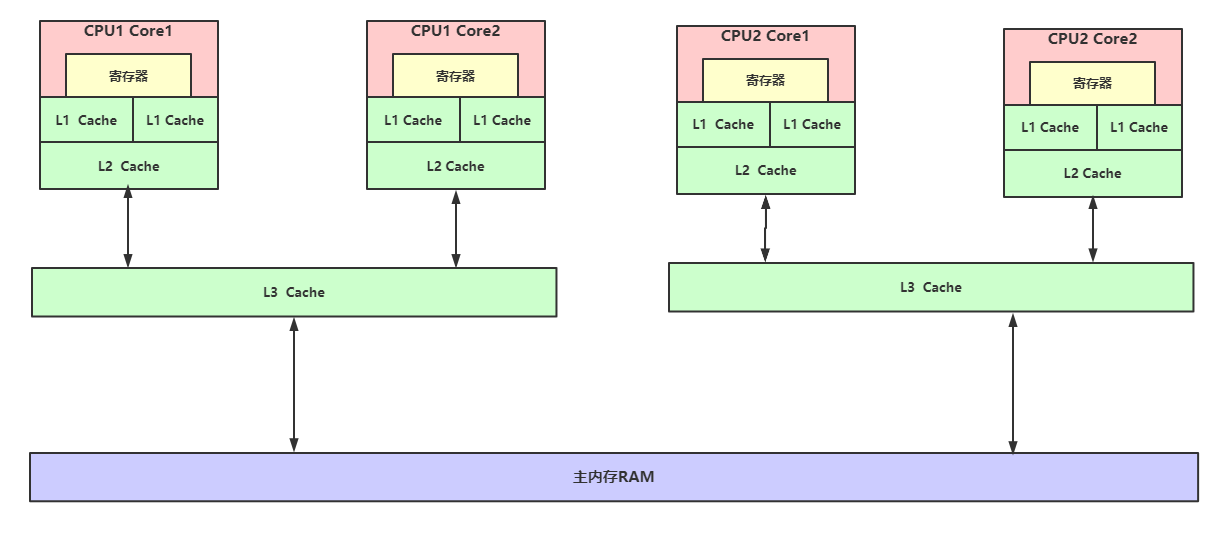 CPU1 Core1
CPU1 Core2
CPU2 Core1
CPU2 Core2
寄存器
寄存器
寄存器
寄存器
L1 Cache
L1 Cache
L1 Cache
L1 Cache
L1 Cache
L1 Cache
L1 Cache
L1 Cache
L2 Cache
L2 Cache
L2 Cache
L2 Cache
L3 Cache
L3 Cache
主内存RAM